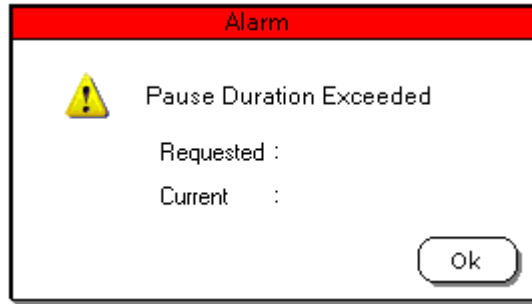 Alarm
Pause Duration Exceeded
Requested :
Current :
Ok